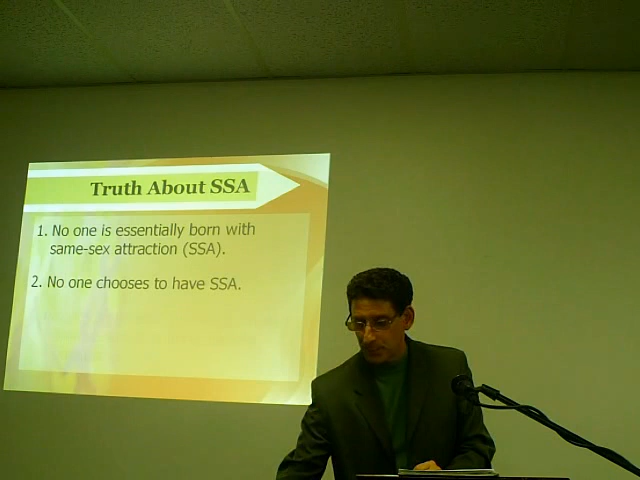 Truth About SSA
1. No one is essentially born with
same-sex attraction (SSA).
2. No one chooses to have SSA.